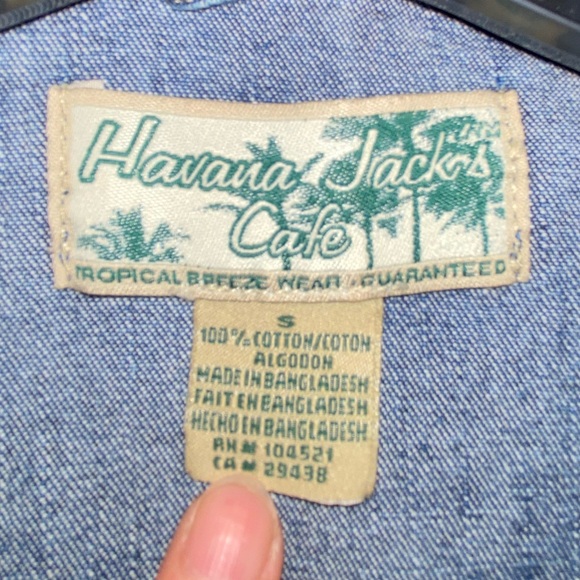 Havana Jack's
Cafe
TROPICAL BREEZE WEAR · GUARANTEED
S
100% COTTON/COTON
ALGODON
MADE IN BANGLADESH
FAIT EN BANGLADESH
HECHO EN BANGLADESH
RN# 104521
CA# 29438